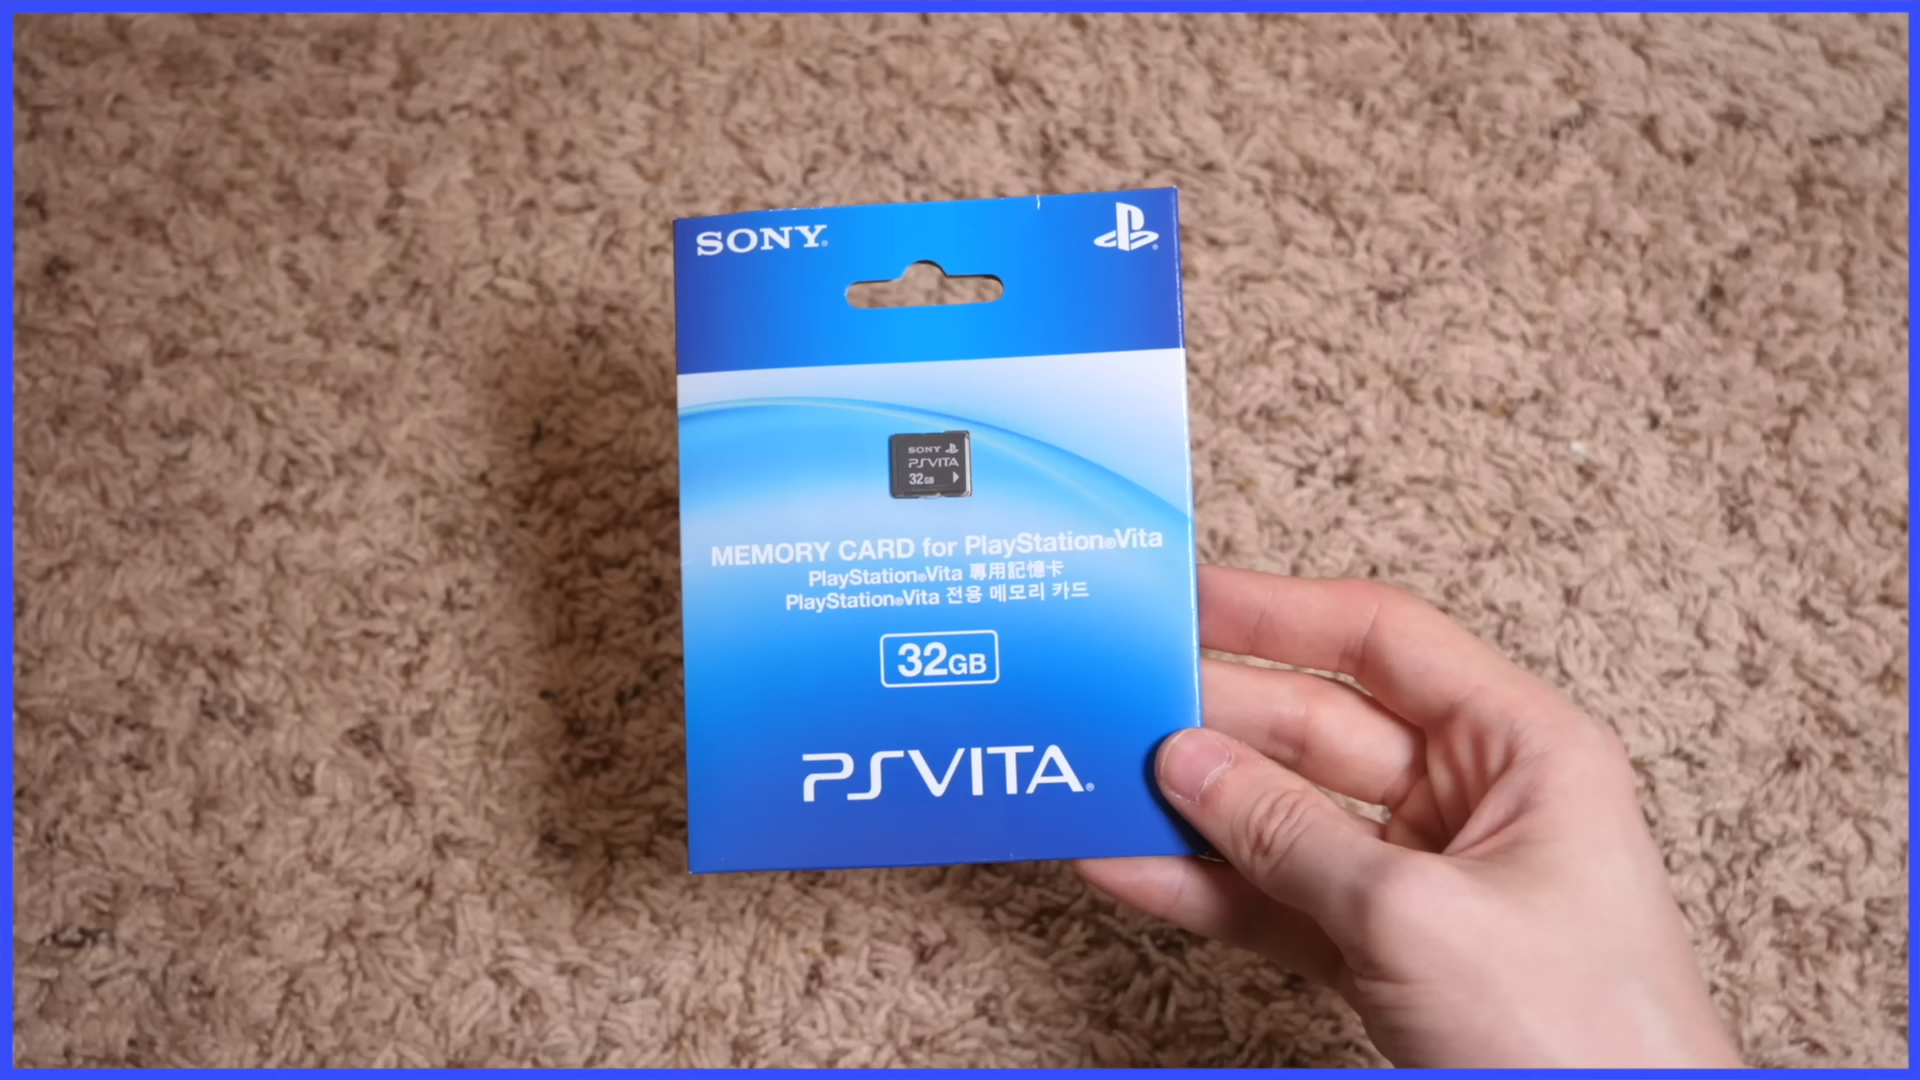 SONY
SONY
PSVITA
32GB
MEMORY CARD for PlayStation®Vita
PlayStation®Vita 專用記憶卡
PlayStation®Vita 전용 메모리 카드
32GB
PSVITA®